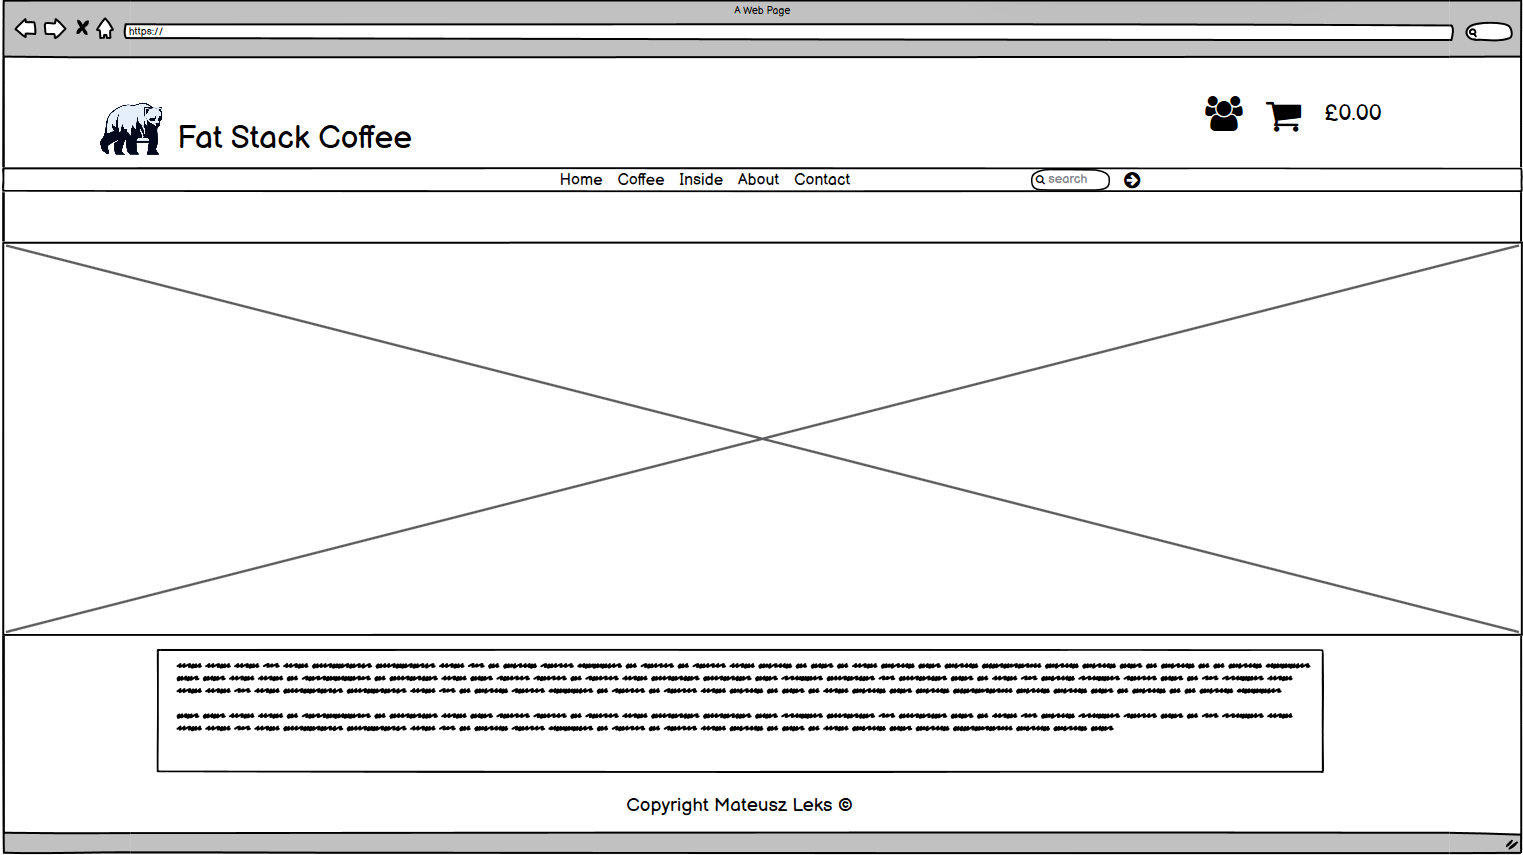 A Web Page
https://
Fat Stack Coffee
£0.00
Home Coffee Inside About Contact
search
Copyright Mateusz Leks ©